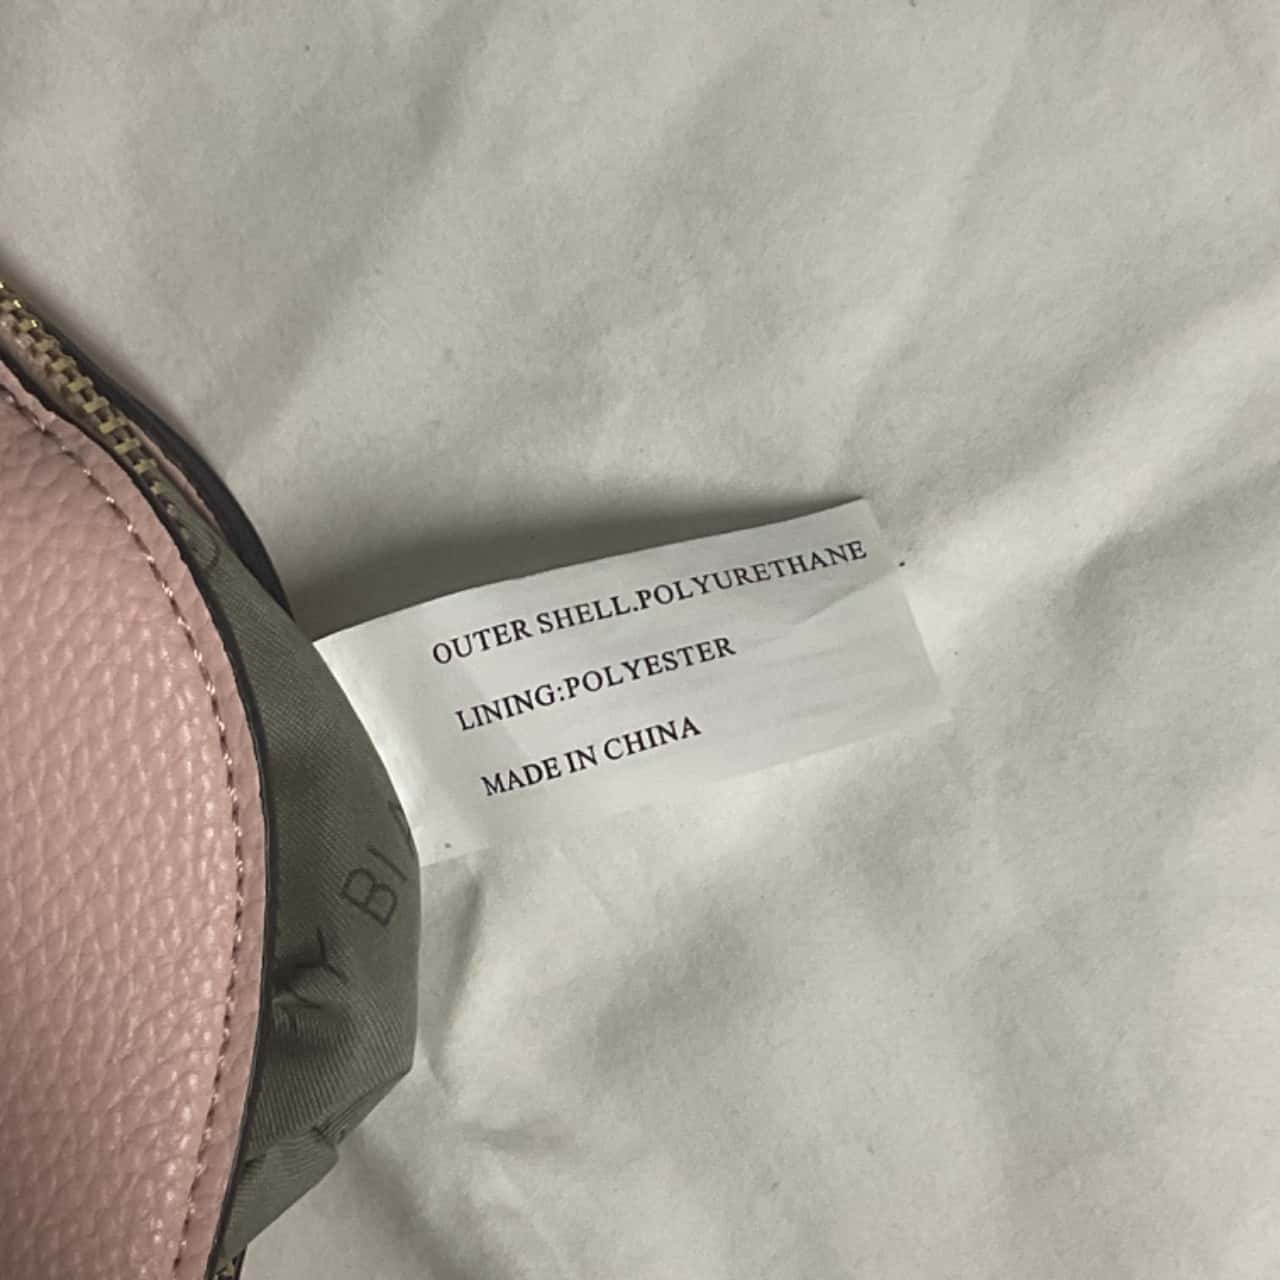 OUTER SHELL.POLYURETHANE
LINING:POLYESTER
MADE IN CHINA